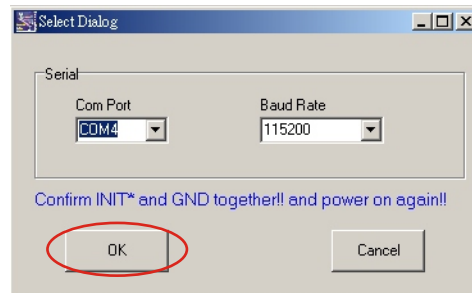 Select Dialog
Serial
Com Port Baud Rate
COM4 115200
Confirm INIT* and GND together!! and power on again!!
OK Cancel